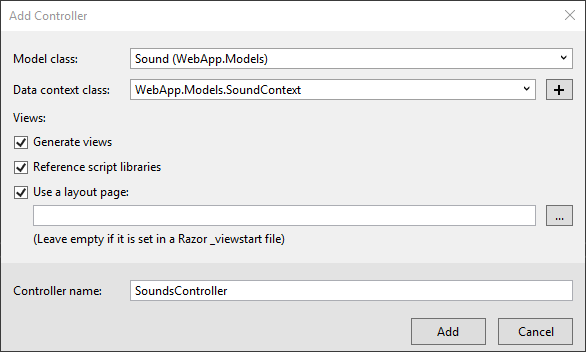 Add Controller
Model class: Sound (WebApp.Models)
Data context class: WebApp.Models.SoundContext +
Views:
Generate views
Reference script libraries
Use a layout page:
...
(Leave empty if it is set in a Razor _viewstart file)
Controller name: SoundsController
Add Cancel